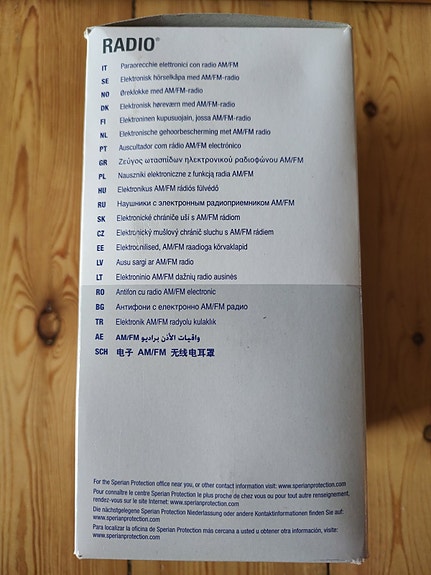 RADIO®
IT Paraorecchie elettronici con radio AM/FM
SE Elektronisk hörselkåpa med AM/FM-radio
NO Øreklokke med AM/FM-radio
DK Elektronisk høreværn med AM/FM-radio
FI Elektroninen kupusuojain, jossa AM/FM-radio
NL Elektronische gehoorbescherming met AM/FM radio
PT Auscultador com rádio AM/FM electrónico
GR Ζεύγος ωτασπίδων ηλεκτρονικού ραδιοφώνου AM/FM
PL Nauszniki elektroniczne z funkcją radia AM/FM
HU Elektronikus AM/FM rádiós fülvédő
RU Наушники с электронным радиоприемником AM/FM
SK Elektronické chrániče uší s AM/FM rádiom
CZ Elektronický mušlový chránič sluchu s AM/FM rádiem
EE Elektroonilised, AM/FM raadioga kõrvaklapid
LV Ausu sargi ar AM/FM radio
LT Elektroninio AM/FM dažnių radio ausinės
RO Antifon cu radio AM/FM electronic
BG Антифони с електронно AM/FM радио
TR Elektronik AM/FM radyolu kulaklık
AE واقيات الأذن براديو AM/FM
SCH 电子 AM/FM 无线电耳罩
For the Sperian Protection office near you, or other contact information visit: www.sperianprotection.com
Pour connaître le centre Sperian Protection le plus proche de chez vous ou pour tout autre renseignement,
rendez-vous sur le site Internet: www.sperianprotection.com
Die nächstgelegene Sperian Protection Niederlassung oder andere Kontaktinformationen finden Sie auf:
www.sperianprotection.com
Para localizar la oficina de Sperian Protection más cercana a usted u obtener otra información, visite:
www.sperianprotection.com